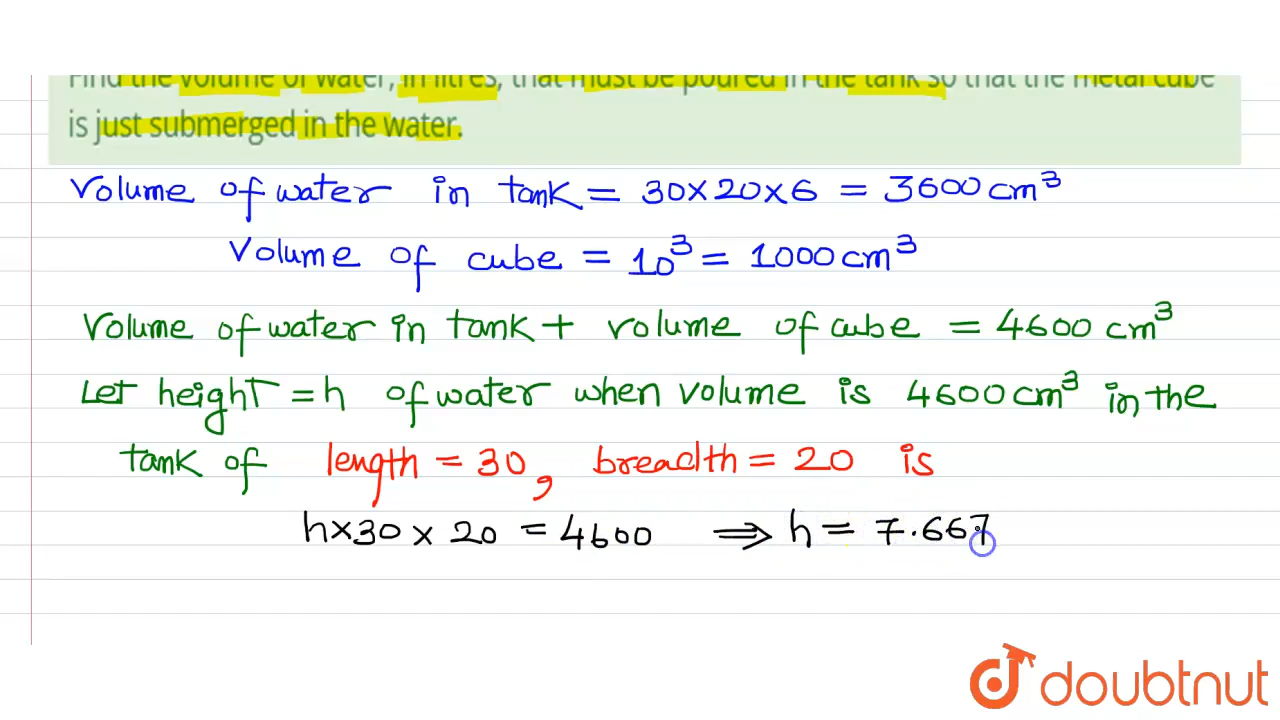 Find the volume of water, in litres, that must be poured in the tank so that the metal cube
is just submerged in the water.
Volume of water in tank = 30×20×6 = 3600 cm³
Volume of cube = 10³ = 1000 cm³
Volume of water in tank + volume of cube = 4600 cm³
Let height = h of water when volume is 4600 cm³ in the
tank of length = 30, breadth = 20 is
h×30×20 = 4600 ⟹ h = 7.667
doubtnut